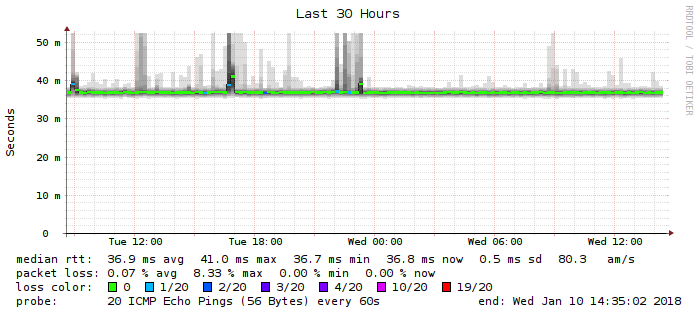 Last 30 Hours
RRDTOOL / TOBI OETIKER
Seconds
50 m
40 m
30 m
20 m
10 m
0
Tue 12:00 Tue 18:00 Wed 00:00 Wed 06:00 Wed 12:00
median rtt: 36.9 ms avg 41.0 ms max 36.7 ms min 36.8 ms now 0.5 ms sd 80.3 am/s
packet loss: 0.07 % avg 8.33 % max 0.00 % min 0.00 % now
loss color: 0 1/20 2/20 3/20 4/20 10/20 19/20
probe: 20 ICMP Echo Pings (56 Bytes) every 60s end: Wed Jan 10 14:35:02 2018